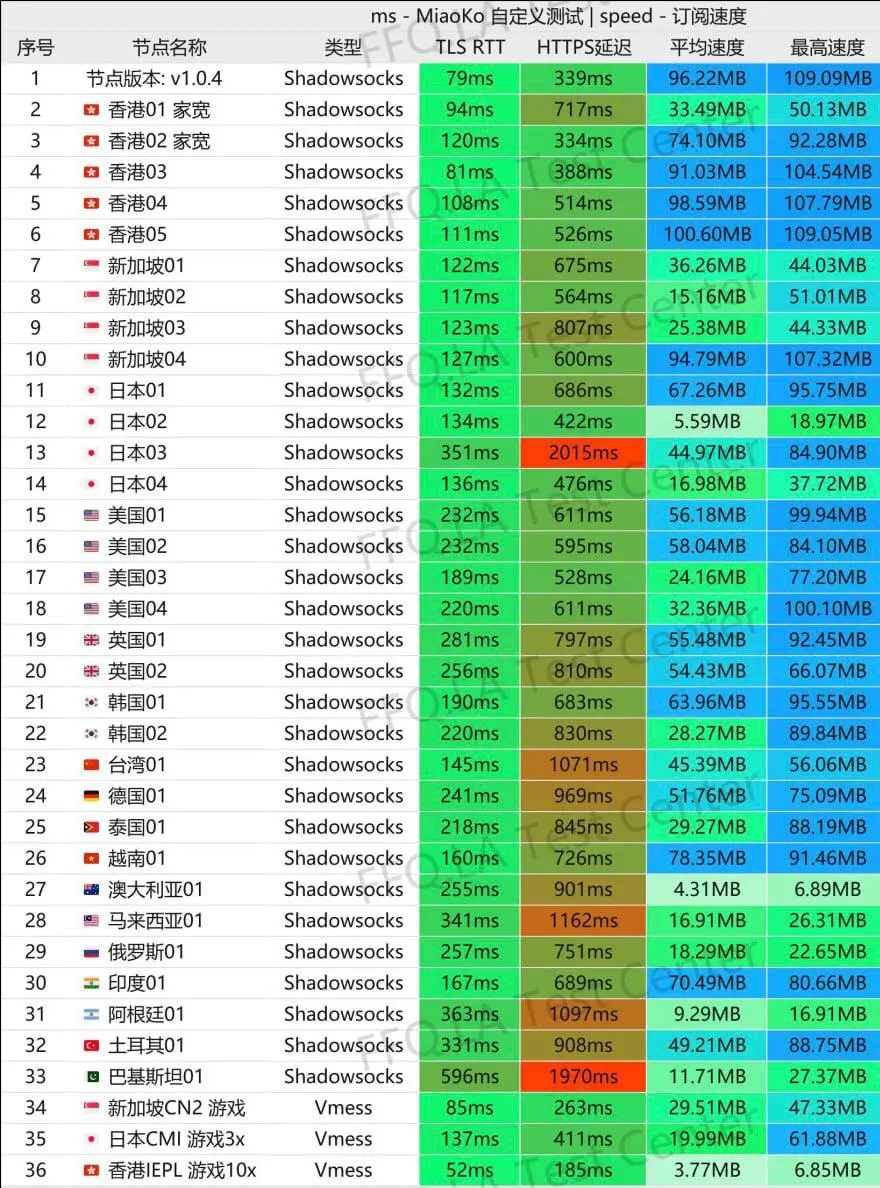 ms - MiaoKo 自定义测试 | speed - 订阅速度
序号 节点名称 类型 TLS RTT HTTPS延迟 平均速度 最高速度
1 节点版本: v1.0.4 Shadowsocks 79ms 339ms 96.22MB 109.09MB
2 香港01 家宽 Shadowsocks 94ms 717ms 33.49MB 50.13MB
3 香港02 家宽 Shadowsocks 120ms 334ms 74.10MB 92.28MB
4 香港03 Shadowsocks 81ms 388ms 91.03MB 104.54MB
5 香港04 Shadowsocks 108ms 514ms 98.59MB 107.79MB
6 香港05 Shadowsocks 111ms 526ms 100.60MB 109.05MB
7 新加坡01 Shadowsocks 122ms 675ms 36.26MB 44.03MB
8 新加坡02 Shadowsocks 117ms 564ms 15.16MB 51.01MB
9 新加坡03 Shadowsocks 123ms 807ms 25.38MB 44.33MB
10 新加坡04 Shadowsocks 127ms 600ms 94.79MB 107.32MB
11 日本01 Shadowsocks 132ms 686ms 67.26MB 95.75MB
12 日本02 Shadowsocks 134ms 422ms 5.59MB 18.97MB
13 日本03 Shadowsocks 351ms 2015ms 44.97MB 84.90MB
14 日本04 Shadowsocks 136ms 476ms 16.98MB 37.72MB
15 美国01 Shadowsocks 232ms 611ms 56.18MB 99.94MB
16 美国02 Shadowsocks 232ms 595ms 58.04MB 84.10MB
17 美国03 Shadowsocks 189ms 528ms 24.16MB 77.20MB
18 美国04 Shadowsocks 220ms 611ms 32.36MB 100.10MB
19 英国01 Shadowsocks 281ms 797ms 55.48MB 92.45MB
20 英国02 Shadowsocks 256ms 810ms 54.43MB 66.07MB
21 韩国01 Shadowsocks 190ms 683ms 63.96MB 95.55MB
22 韩国02 Shadowsocks 220ms 830ms 28.27MB 89.84MB
23 台湾01 Shadowsocks 145ms 1071ms 45.39MB 56.06MB
24 德国01 Shadowsocks 241ms 969ms 51.76MB 75.09MB
25 泰国01 Shadowsocks 218ms 845ms 29.27MB 88.19MB
26 越南01 Shadowsocks 160ms 726ms 78.35MB 91.46MB
27 澳大利亚01 Shadowsocks 255ms 901ms 4.31MB 6.89MB
28 马来西亚01 Shadowsocks 341ms 1162ms 16.91MB 26.31MB
29 俄罗斯01 Shadowsocks 257ms 751ms 18.29MB 22.65MB
30 印度01 Shadowsocks 167ms 689ms 70.49MB 80.66MB
31 阿根廷01 Shadowsocks 363ms 1097ms 9.29MB 16.91MB
32 土耳其01 Shadowsocks 331ms 908ms 49.21MB 88.75MB
33 巴基斯坦01 Shadowsocks 596ms 1970ms 11.71MB 27.37MB
34 新加坡CN2 游戏 Vmess 85ms 263ms 29.51MB 47.33MB
35 日本CMI 游戏3x Vmess 137ms 411ms 19.99MB 61.88MB
36 香港IEPL 游戏10x Vmess 52ms 185ms 3.77MB 6.85MB
FFQ.LA Test Center
FFQ.LA Test Center
FFQ.LA Test Center
FFQ.LA Test Center
FFQ.LA Test Center
FFQ.LA Test Center
FFQ.LA Test Center